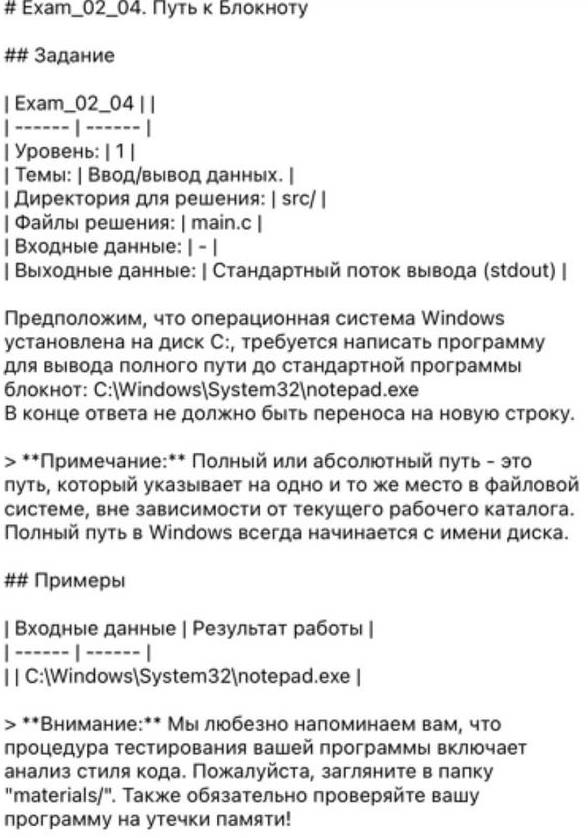 # Exam_02_04. Путь к Блокноту
## Задание
| Exam_02_04 | |
| ------ | ------ |
| Уровень: | 1 |
| Темы: | Ввод/вывод данных. |
| Директория для решения: | src/ |
| Файлы решения: | main.c |
| Входные данные: | - |
| Выходные данные: | Стандартный поток вывода (stdout) |
Предположим, что операционная система Windows
установлена на диск C:, требуется написать программу
для вывода полного пути до стандартной программы
блокнот: C:\Windows\System32\notepad.exe
В конце ответа не должно быть переноса на новую строку.
> **Примечание:** Полный или абсолютный путь - это
путь, который указывает на одно и то же место в файловой
системе, вне зависимости от текущего рабочего каталога.
Полный путь в Windows всегда начинается с имени диска.
## Примеры
| Входные данные | Результат работы |
| ------ | ------ |
| | C:\Windows\System32\notepad.exe |
> **Внимание:** Мы любезно напоминаем вам, что
процедура тестирования вашей программы включает
анализ стиля кода. Пожалуйста, загляните в папку
"materials/". Также обязательно проверяйте вашу
программу на утечки памяти!